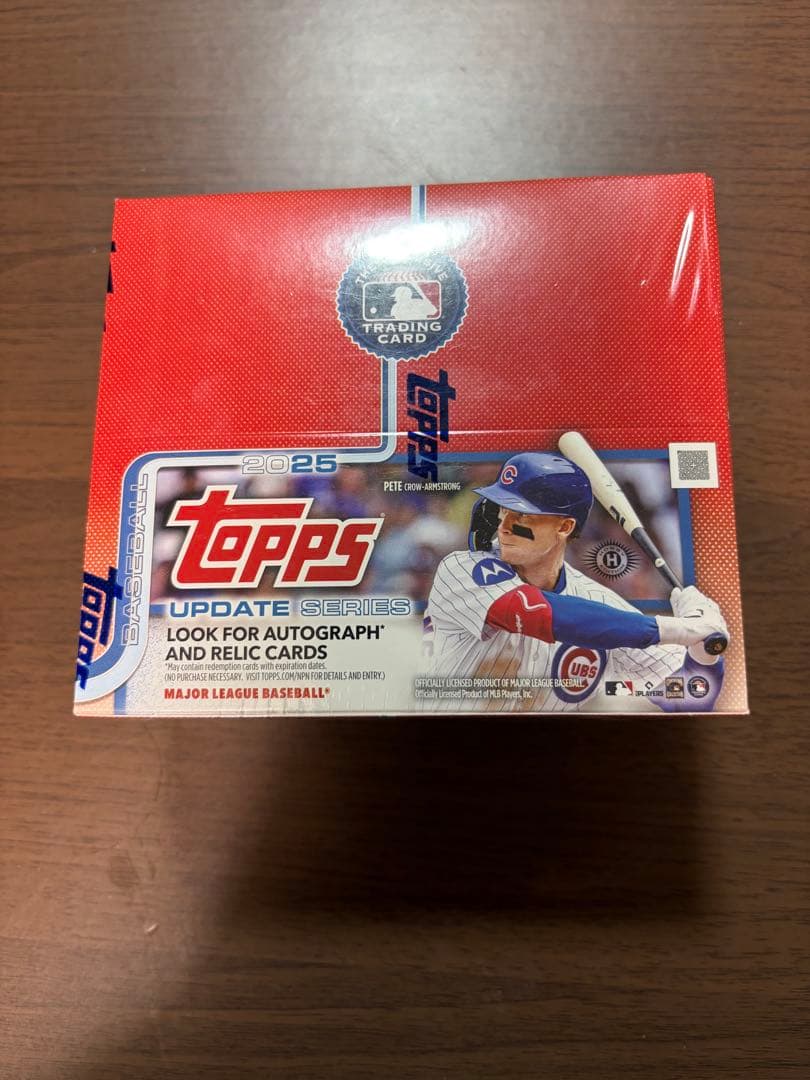 TRADING
CARD
TOPPS
2025
BASEBALL
PETE CROW-ARMSTRONG
TOPPS
UPDATE SERIES
TOPPS
LOOK FOR AUTOGRAPH*
AND RELIC CARDS
*May contain redemption cards with expiration dates.
(NO PURCHASE NECESSARY. VISIT TOPPS.COM/NPN FOR DETAILS AND ENTRY.)
MAJOR LEAGUE BASEBALL®
OFFICIALLY LICENSED PRODUCT OF MAJOR LEAGUE BASEBALL.
Officially Licensed Product of MLB Players, Inc.
C
H
CUBS
PLAYERS